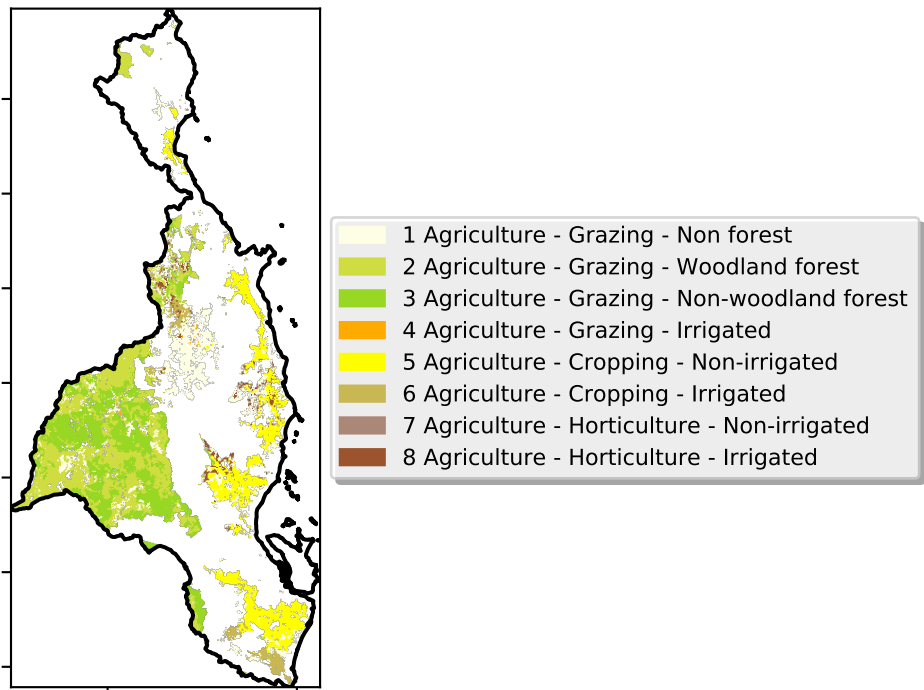 1 Agriculture - Grazing - Non forest
2 Agriculture - Grazing - Woodland forest
3 Agriculture - Grazing - Non-woodland forest
4 Agriculture - Grazing - Irrigated
5 Agriculture - Cropping - Non-irrigated
6 Agriculture - Cropping - Irrigated
7 Agriculture - Horticulture - Non-irrigated
8 Agriculture - Horticulture - Irrigated